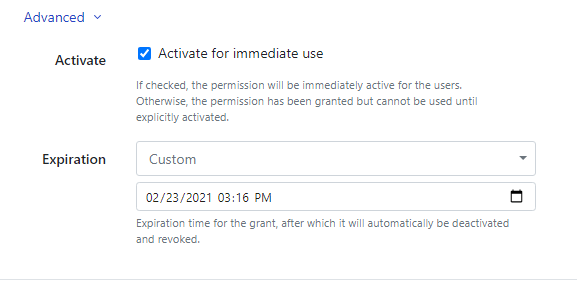 Advanced
Activate
Activate for immediate use
If checked, the permission will be immediately active for the users.
Otherwise, the permission has been granted but cannot be used until
explicitly activated.
Expiration
Custom
02/23/2021 03:16 PM
Expiration time for the grant, after which it will automatically be deactivated
and revoked.